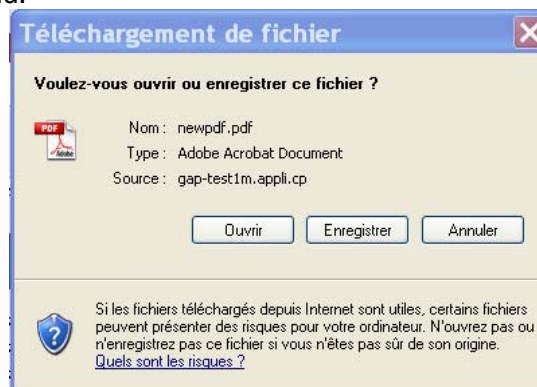 Téléchargement de fichier
Voulez-vous ouvrir ou enregistrer ce fichier ?
PDF
Adobe
Nom : newpdf.pdf
Type : Adobe Acrobat Document
Source : gap-test1m.appli.cp
Ouvrir Enregistrer Annuler
Si les fichiers téléchargés depuis Internet sont utiles, certains fichiers
peuvent présenter des risques pour votre ordinateur. N'ouvrez pas ou
n'enregistrez pas ce fichier si vous n'êtes pas sûr de son origine.
Quels sont les risques ?